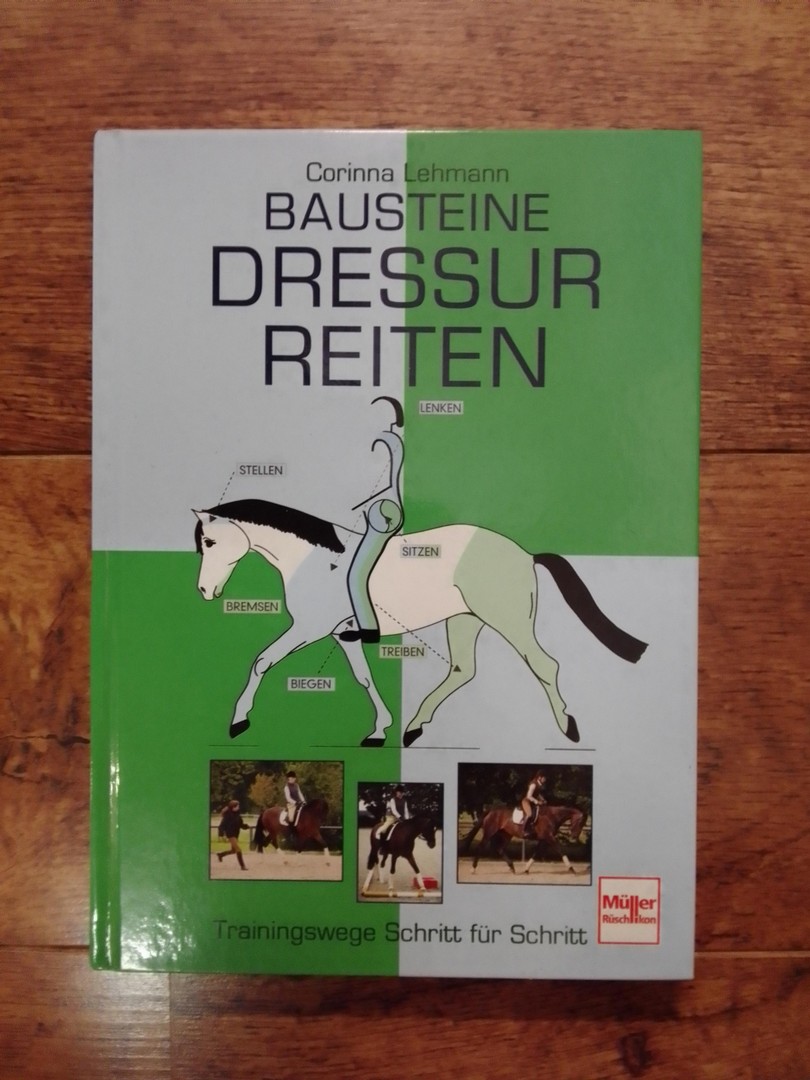 Corinna Lehmann
BAUSTEINE
DRESSUR
REITEN
LENKEN
STELLEN
SITZEN
BREMSEN
TREIBEN
BIEGEN
Müller
Rüschlikon
Trainingswege Schritt für Schritt